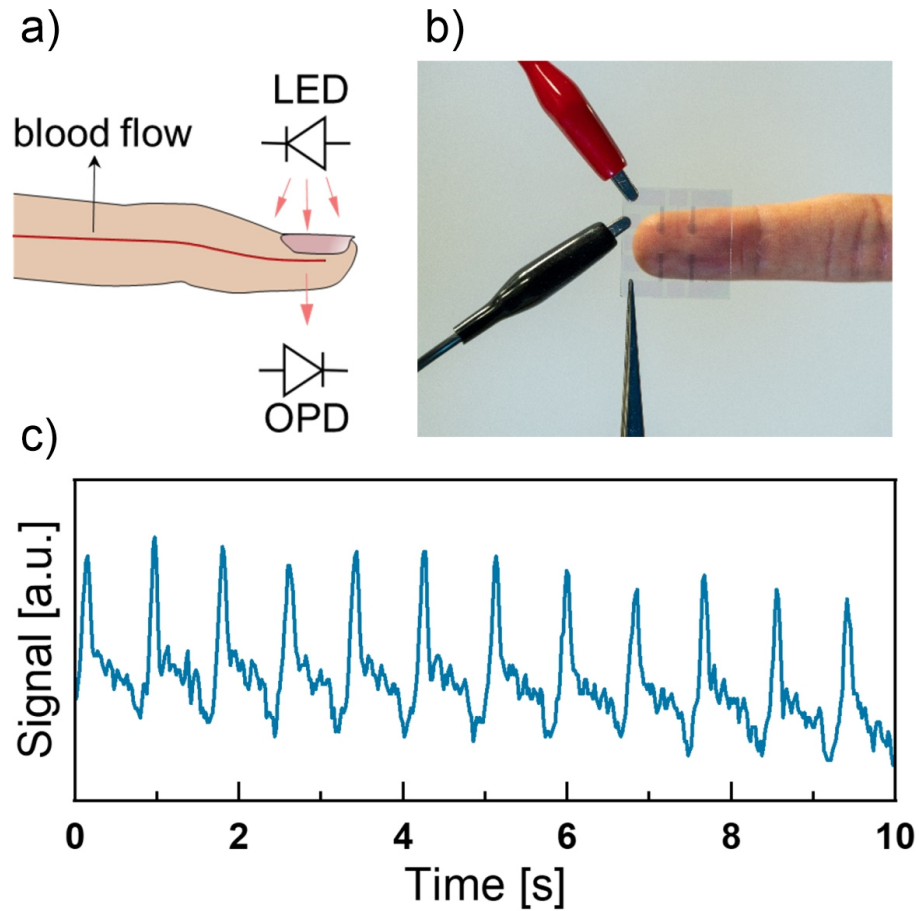 a)
LED
blood flow
OPD
b)
c)
Signal [a.u.]
0 2 4 6 8 10
Time [s]